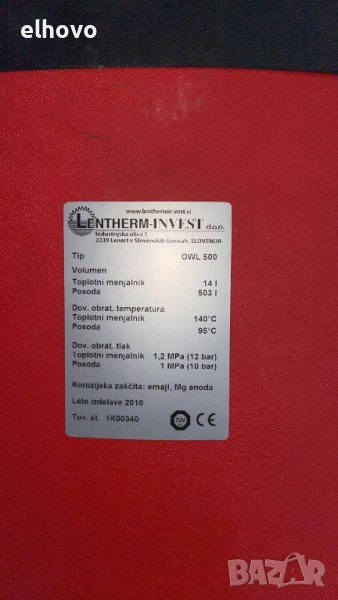 elhovo
www.lentherminvest.si
LENTHERM-INVEST d.o.o.
Industrijska ulica 1
2230 Lenart v Slovenskih Goricah, SLOVENIJA
Tip OWL 500
Volumen
Toplotni menjalnik 14 l
Posoda 503 l
Dov. obrat. temperatura
Toplotni menjalnik 140°C
Posoda 95°C
Dov. obrat. tlak
Toplotni menjalnik 1,2 MPa (12 bar)
Posoda 1 MPa (10 bar)
Korozijska zaščita: emajl, Mg anoda
Leto izdelave 2010
Tov. št. 1K00340
TÜV CE
BAZAR